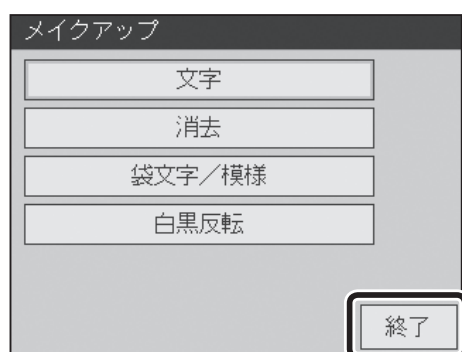 メイクアップ
文字
消去
袋文字／模様
白黒反転
終了